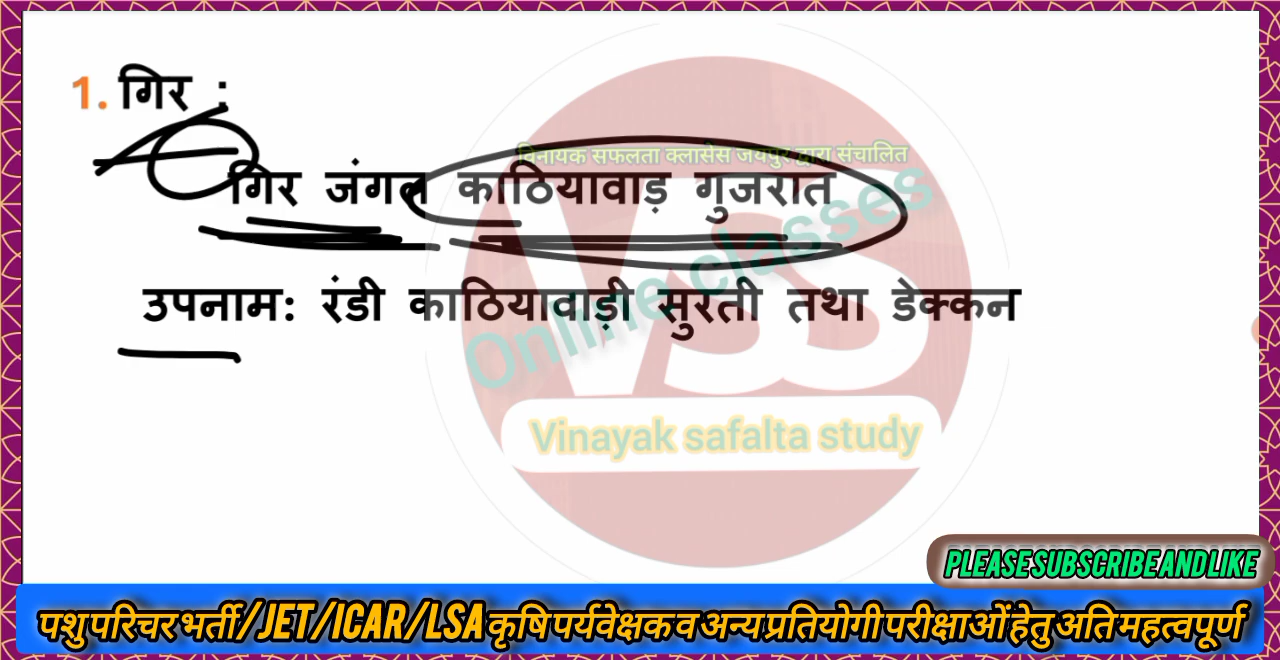 1. गिर :
विनायक सफलता क्लासेस जयपुर द्वारा संचालित
गिर जंगल काठियावाड़ गुजरात
उपनाम: रंडी काठियावाड़ी सुरती तथा डेक्कन
Online classes
VSS
Vinayak safalta study
PLEASE SUBSCRIBE AND LIKE
पशु परिचर भर्ती/JET/ICAR/LSA कृषि पर्यवेक्षक व अन्य प्रतियोगी परीक्षाओं हेतु अति महत्वपूर्ण